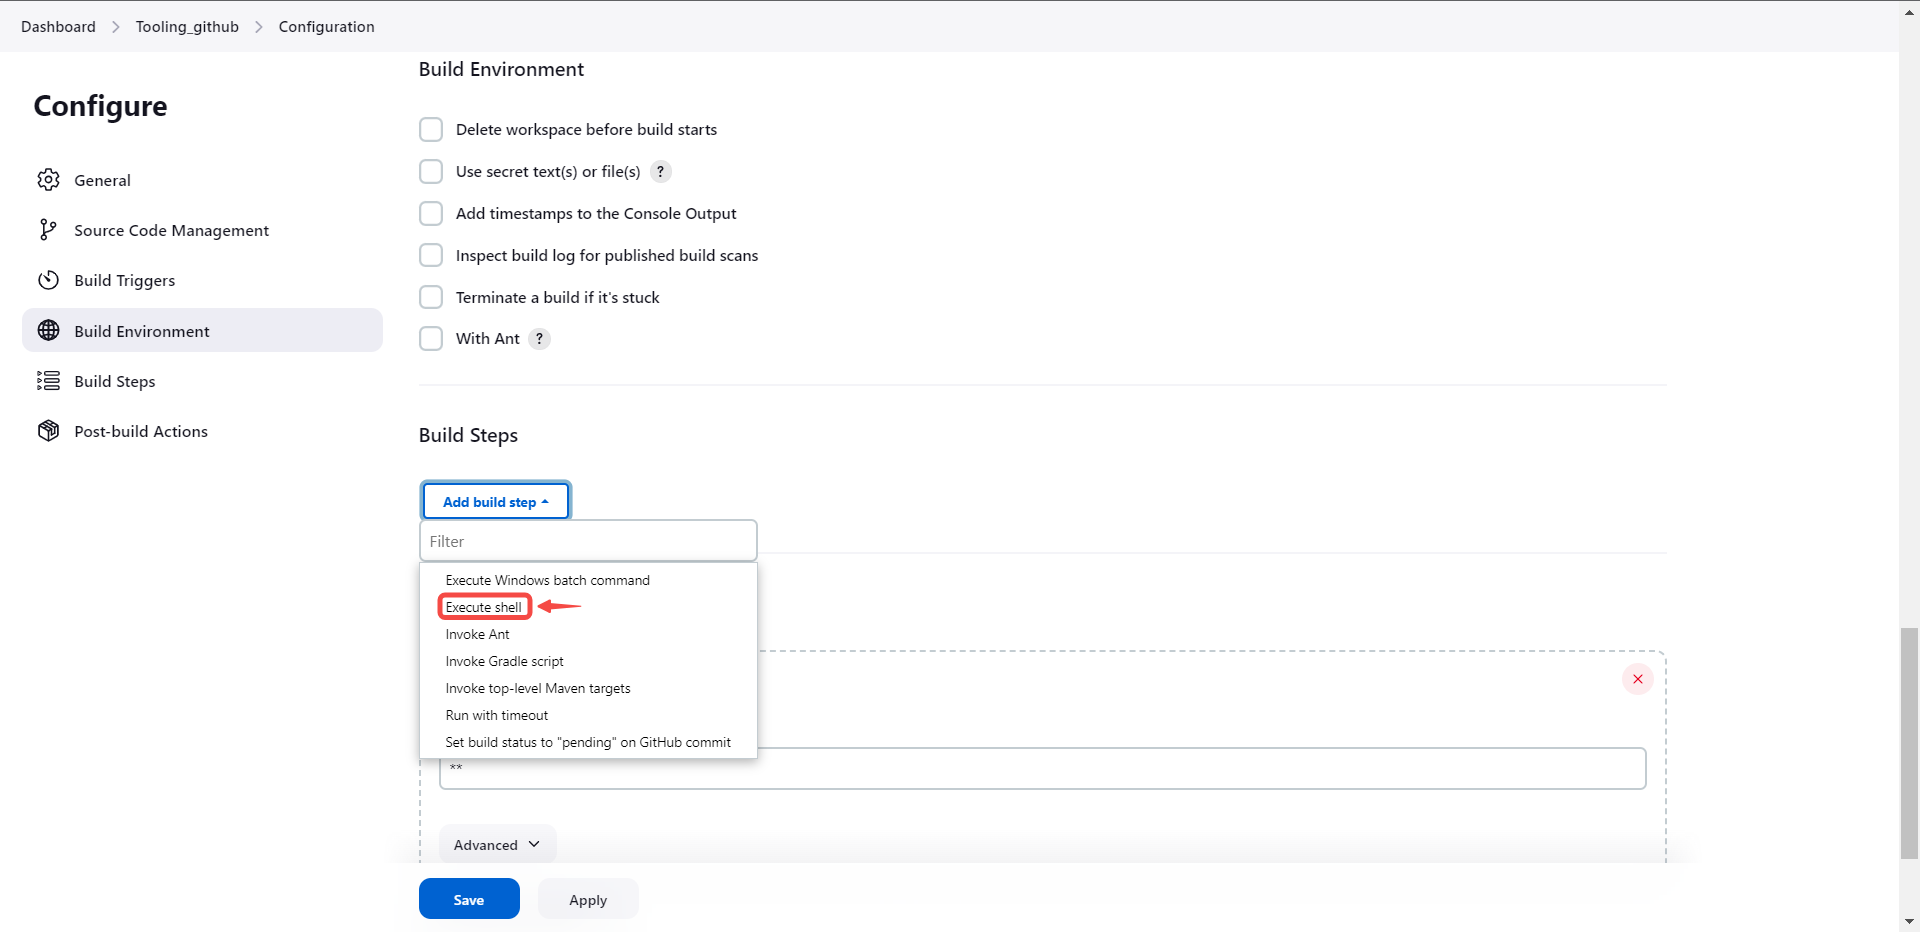 Dashboard > Tooling_github > Configuration
Configure
General
Source Code Management
Build Triggers
Build Environment
Build Steps
Post-build Actions
Build Environment
Delete workspace before build starts
Use secret text(s) or file(s) ?
Add timestamps to the Console Output
Inspect build log for published build scans
Terminate a build if it's stuck
With Ant ?
Build Steps
Add build step
Filter
Execute Windows batch command
Execute shell
Invoke Ant
Invoke Gradle script
Invoke top-level Maven targets
Run with timeout
Set build status to "pending" on GitHub commit
**
Advanced
Save
Apply